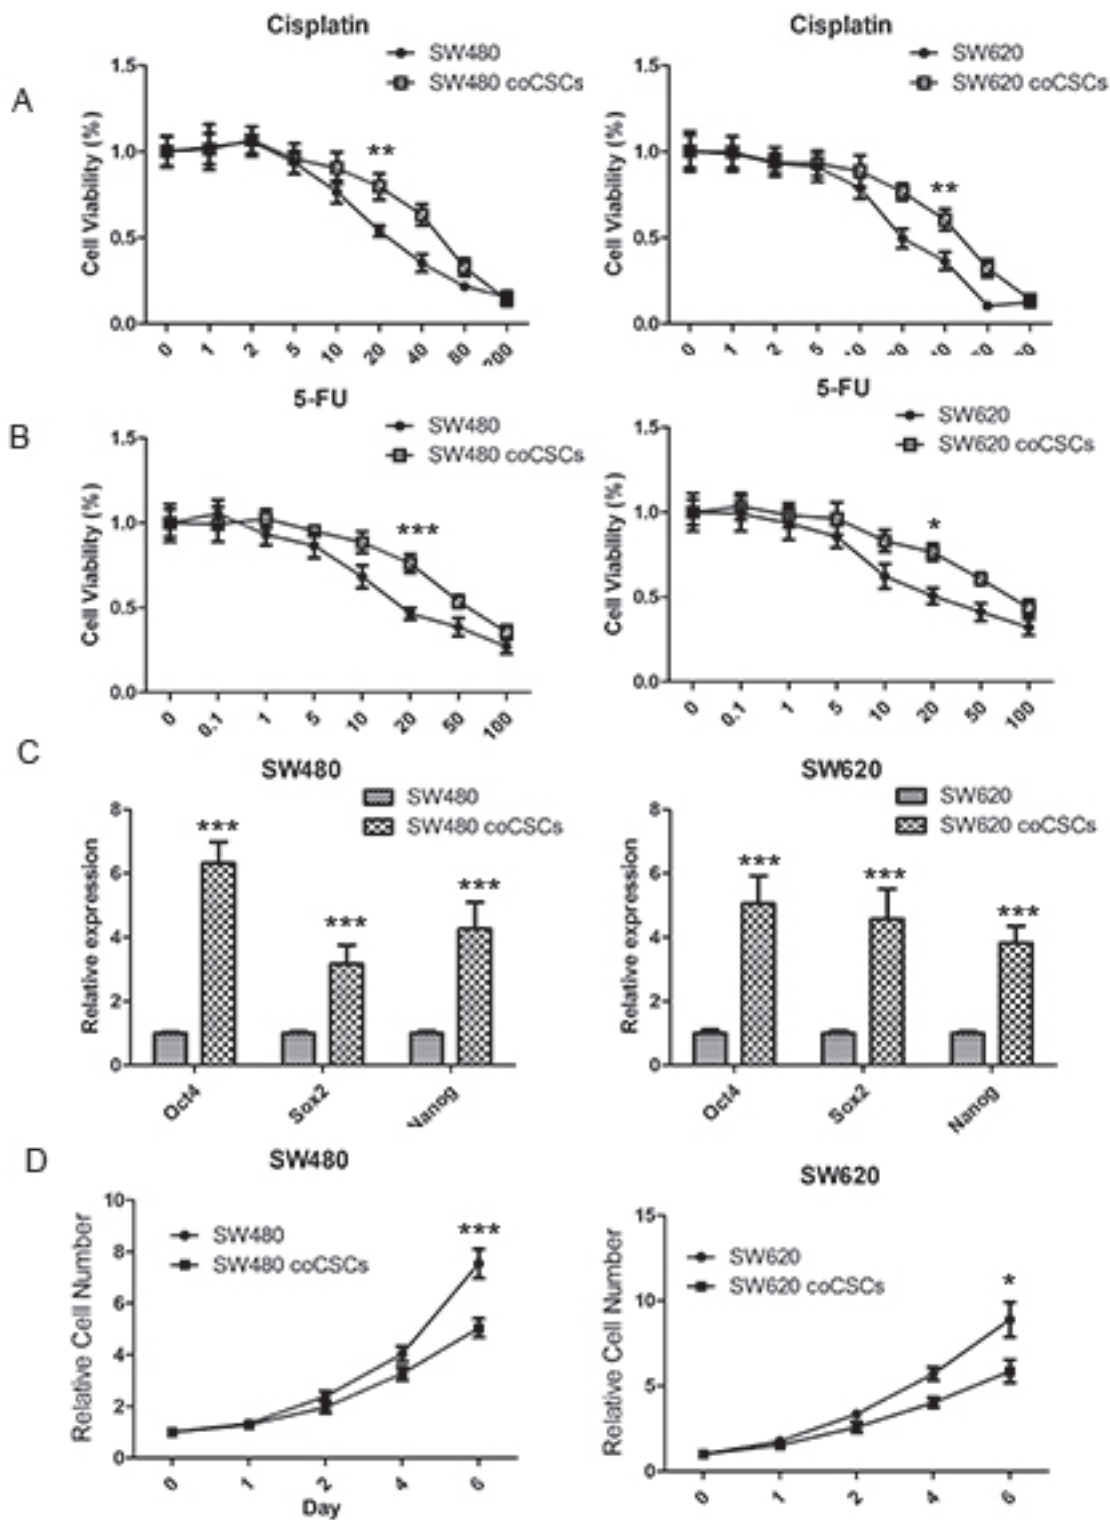 A
Cisplatin
SW480
SW480 coCSCs
Cell Viability (%)
1.5
1.0
0.5
0.0
**
0 1 2 5 10 20 40 80
Cisplatin
SW620
SW620 coCSCs
Cell Viability (%)
1.5
1.0
0.5
0.0
**
0 1 2 5
B
5-FU
SW480
SW480 coCSCs
Cell Viability (%)
1.5
1.0
0.5
0.0
***
0 0.1 1 5 10 20 50 100
5-FU
SW620
SW620 coCSCs
Cell Viability (%)
1.5
1.0
0.5
0.0
*
0 0.1 1 5 10 20 50 100
C
SW480
SW480
SW480 coCSCs
Relative expression
8
6
4
2
0
*** *** ***
Oct4 Sox2 Nanog
SW620
SW620
SW620 coCSCs
Relative expression
8
6
4
2
0
*** *** ***
Oct4 Sox2 Nanog
D
SW480
SW480
SW480 coCSCs
Relative Cell Number
10
8
6
4
2
0
***
0 1 2 4 6
Day
SW620
SW620
SW620 coCSCs
Relative Cell Number
15
10
5
0
*
0 1 2 4 6